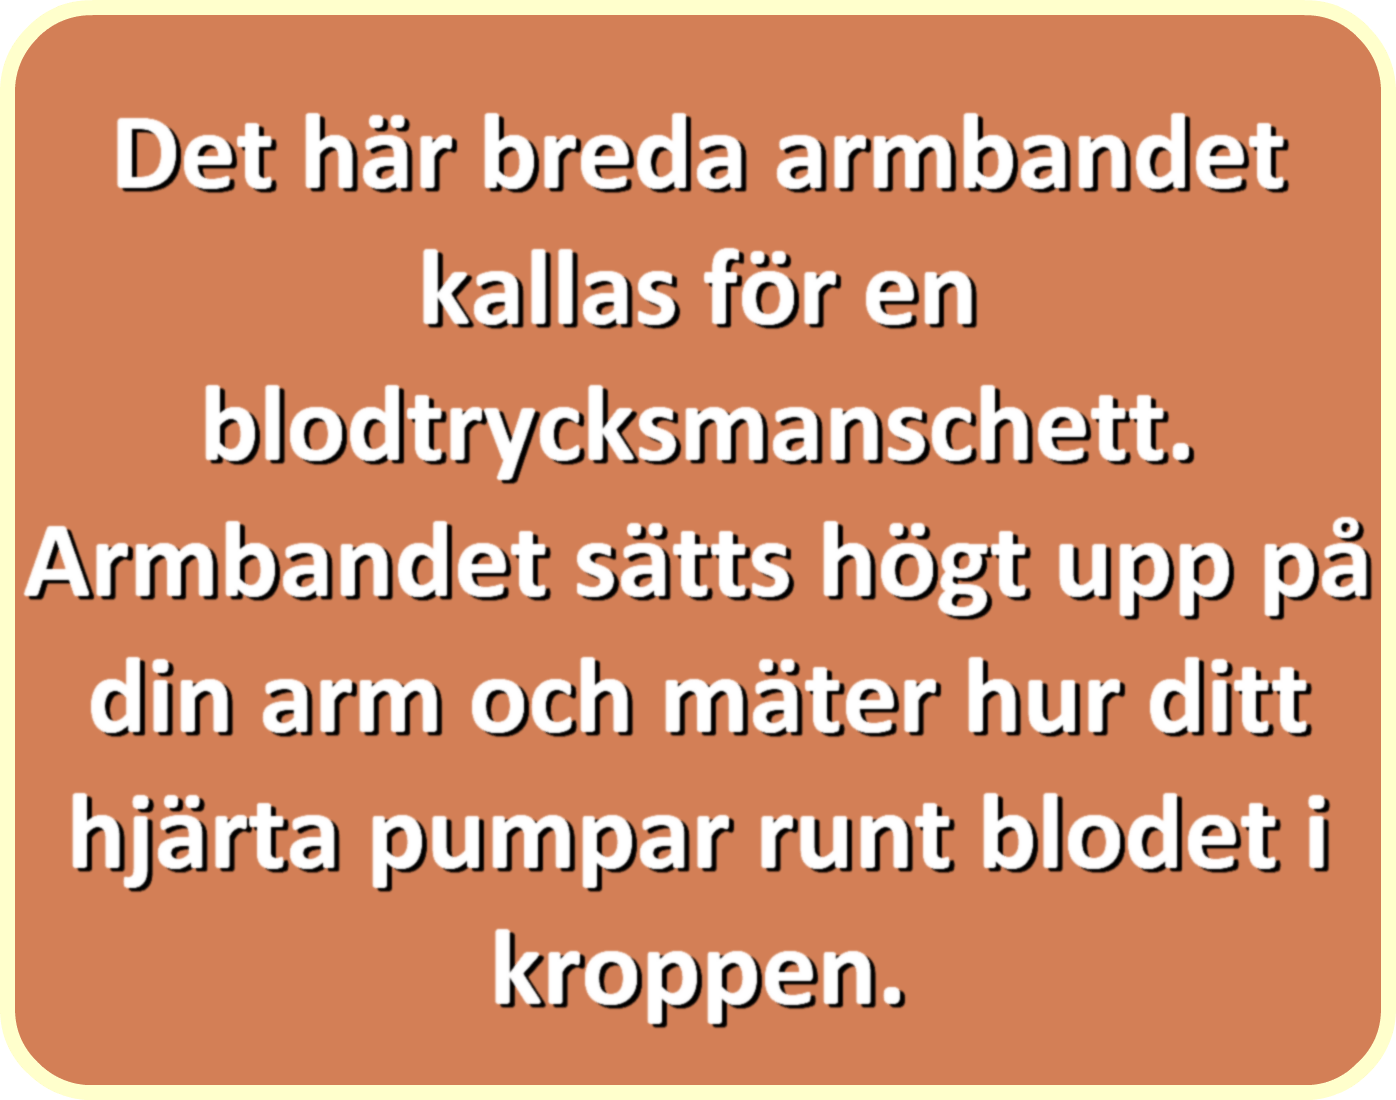 Det här breda armbandet
kallas för en
blodtrycksmanschett.
Armbandet sätts högt upp på
din arm och mäter hur ditt
hjärta pumpar runt blodet i
kroppen.